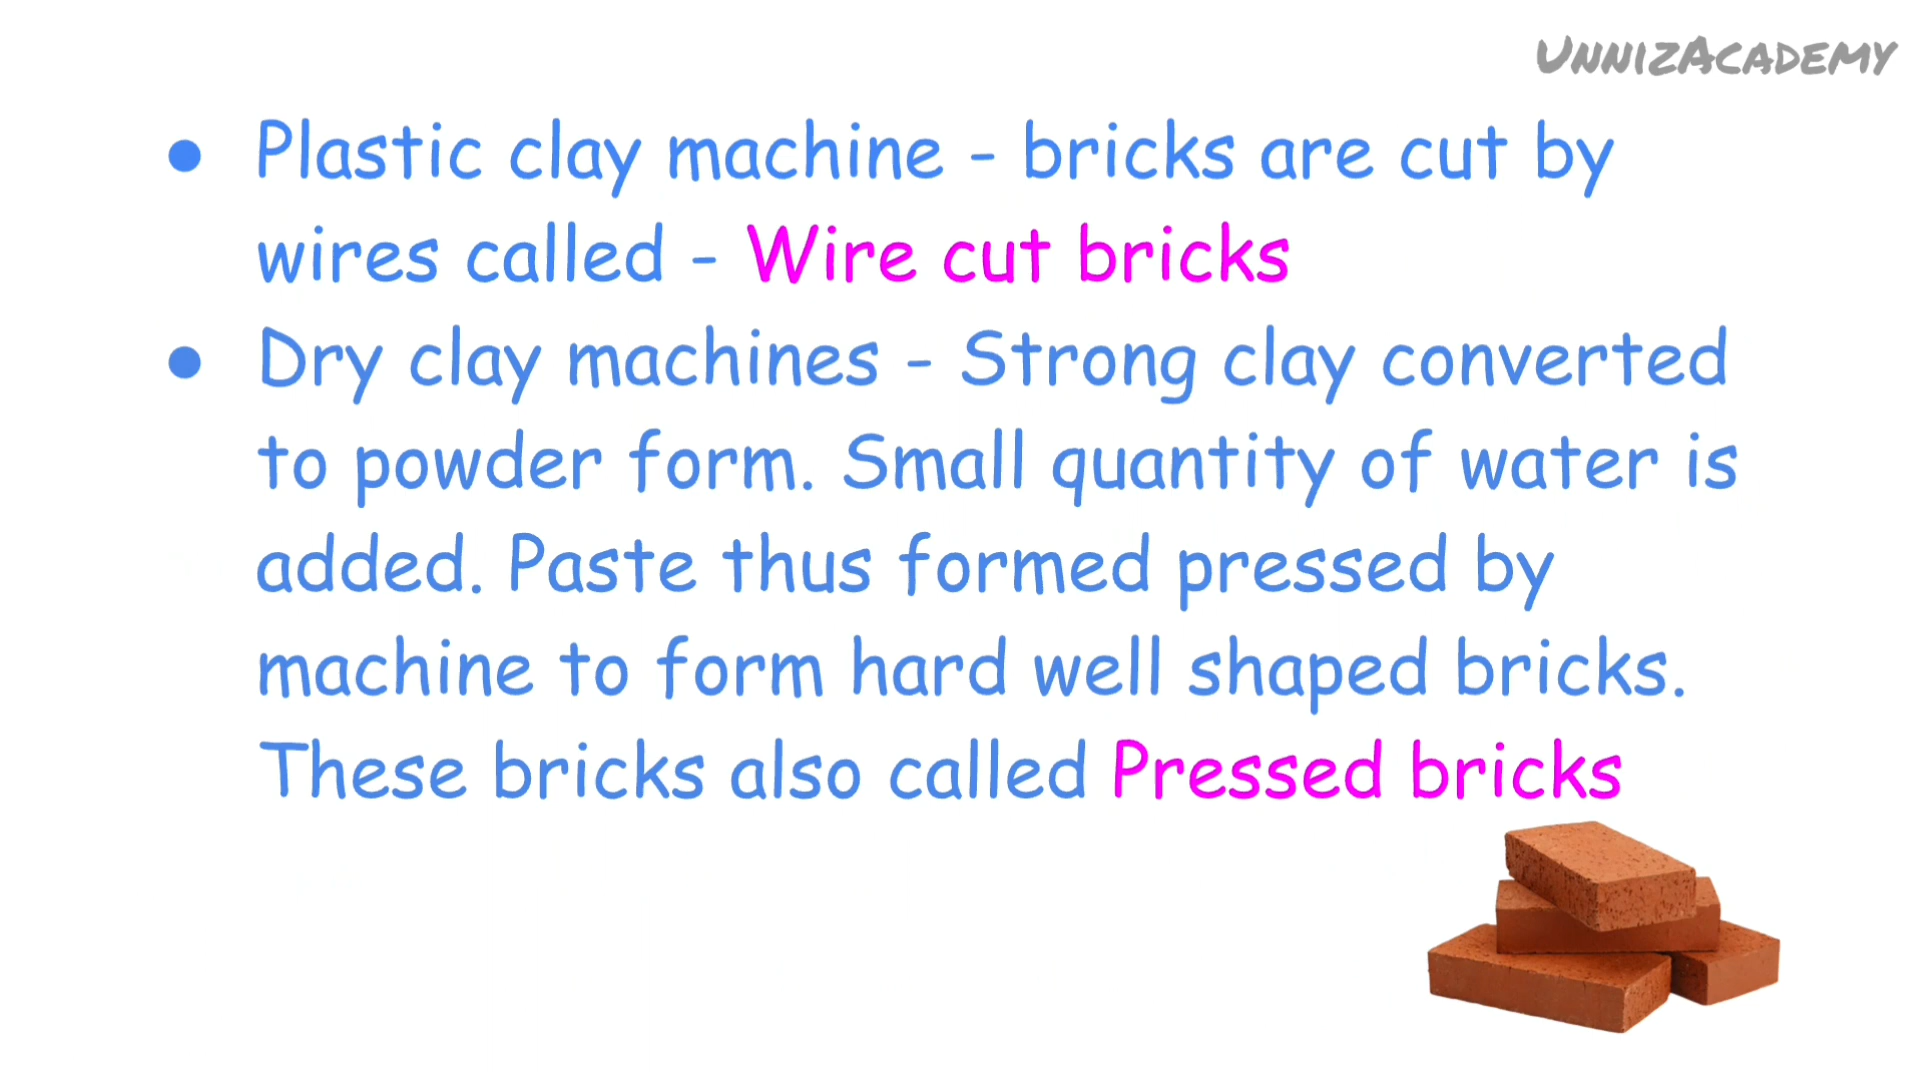 UnnizAcademy
● Plastic clay machine - bricks are cut by
wires called - Wire cut bricks
● Dry clay machines - Strong clay converted
to powder form. Small quantity of water is
added. Paste thus formed pressed by
machine to form hard well shaped bricks.
These bricks also called Pressed bricks